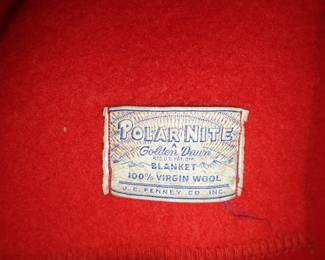 POLAR NITE
A
Golden Dawn
REG. U.S. PAT. OFF.
BLANKET
100% VIRGIN WOOL
J. C. PENNEY CO. INC.